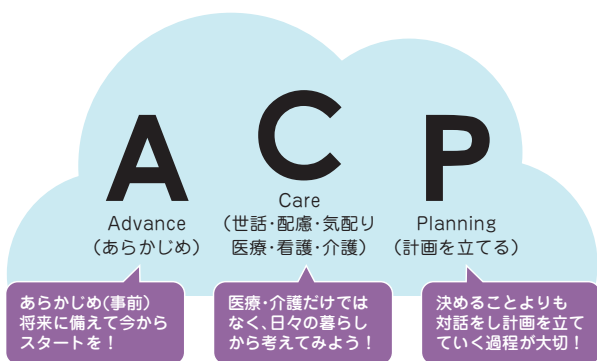 A
Advance
（あらかじめ）
C
Care
（世話・配慮・気配り
医療・看護・介護）
P
Planning
（計画を立てる）
あらかじめ(事前)
将来に備えて今から
スタートを！
医療・介護だけでは
なく、日々の暮らし
から考えてみよう！
決めることよりも
対話をし計画を立て
ていく過程が大切！